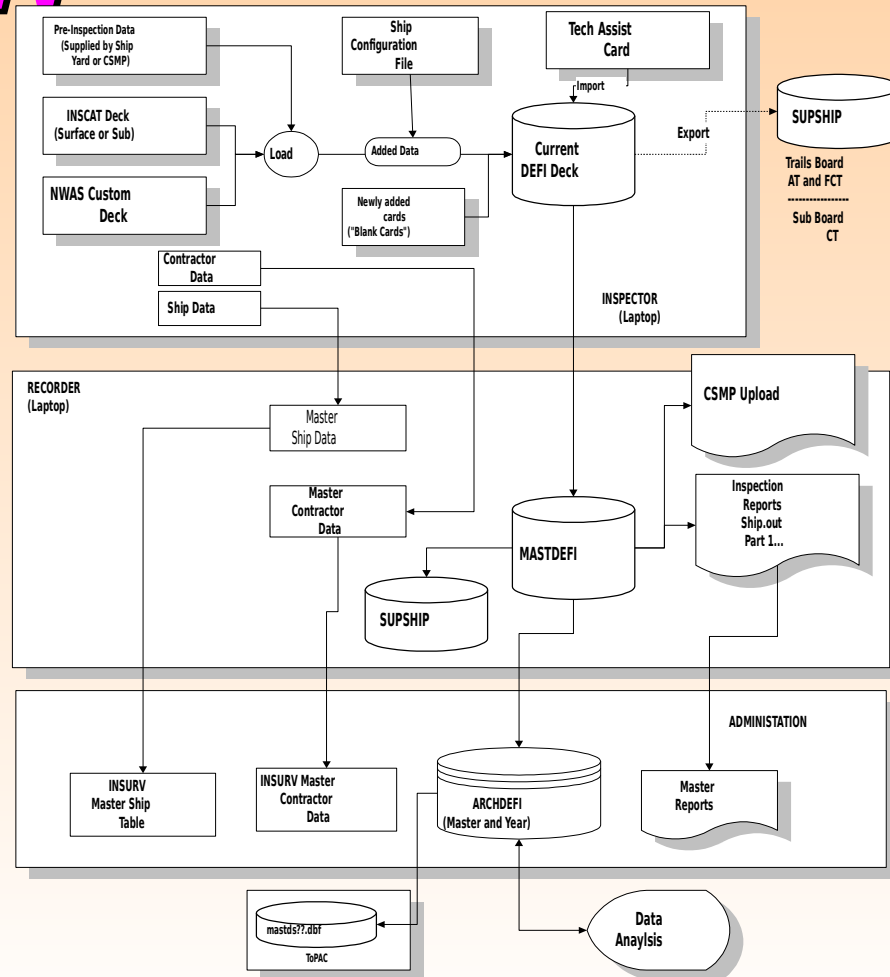 Pre-Inspection Data
(Supplied by Ship
Yard or CSMP)
Ship
Configuration
File
Tech Assist
Card
Import
INSCAT Deck
(Surface or Sub)
Load
Added Data
Current
DEFI Deck
Export
SUPSHIP
Trails Board
AT and FCT
-----------------
Sub Board
CT
NWAS Custom
Deck
Newly added
cards
("Blank Cards")
Contractor
Data
Ship Data
INSPECTOR
(Laptop)
RECORDER
(Laptop)
CSMP Upload
Master
Ship Data
Inspection
Reports
Ship.out
Part 1...
Master
Contractor
Data
MASTDEFI
SUPSHIP
ADMINISTATION
INSURV
Master Ship
Table
INSURV Master
Contractor
Data
ARCHDEFI
(Master and Year)
Master
Reports
mastds??.dbf
ToPAC
Data
Anaylsis